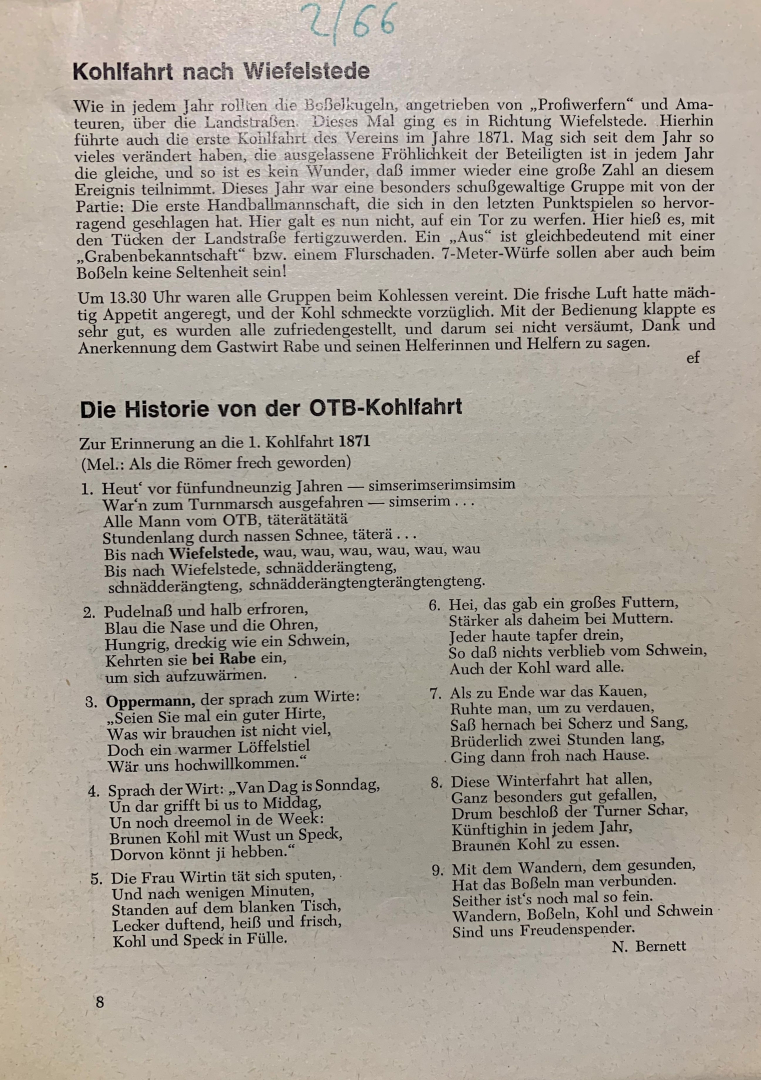 2/66
Kohlfahrt nach Wiefelstede
Wie in jedem Jahr rollten die Boßelkugeln, angetrieben von „Profiwerfern“ und Ama-
teuren, über die Landstraßen. Dieses Mal ging es in Richtung Wiefelstede. Hierhin
führte auch die erste Kohlfahrt des Vereins im Jahre 1871. Mag sich seit dem Jahr so
vieles verändert haben, die ausgelassene Fröhlichkeit der Beteiligten ist in jedem Jahr
die gleiche, und so ist es kein Wunder, daß immer wieder eine große Zahl an diesem
Ereignis teilnimmt. Dieses Jahr war eine besonders schußgewaltige Gruppe mit von der
Partie: Die erste Handballmannschaft, die sich in den letzten Punktspielen so hervor-
ragend geschlagen hat. Hier galt es nun nicht, auf ein Tor zu werfen. Hier hieß es, mit
den Tücken der Landstraße fertigzuwerden. Ein „Aus“ ist gleichbedeutend mit einer
„Grabenbekanntschaft“ bzw. einem Flurschaden. 7-Meter-Würfe sollen aber auch beim
Boßeln keine Seltenheit sein!
Um 13.30 Uhr waren alle Gruppen beim Kohlessen vereint. Die frische Luft hatte mäch-
tig Appetit angeregt, und der Kohl schmeckte vorzüglich. Mit der Bedienung klappte es
sehr gut, es wurden alle zufriedengestellt, und darum sei nicht versäumt, Dank und
Anerkennung dem Gastwirt Rabe und seinen Helferinnen und Helfern zu sagen.
ef
Die Historie von der OTB-Kohlfahrt
Zur Erinnerung an die 1. Kohlfahrt 1871
(Mel.: Als die Römer frech geworden)
1. Heut' vor fünfundneunzig Jahren — simserimserimsimsim
War'n zum Turnmarsch ausgefahren — simserim . . .
Alle Mann vom OTB, täterätätätä
Stundenlang durch nassen Schnee, täterä . . .
Bis nach Wiefelstede, wau, wau, wau, wau, wau, wau
Bis nach Wiefelstede, schnädderängteng,
schnädderängteng, schnädderängtengterängtengteng.
2. Pudelnaß und halb erfroren,
Blau die Nase und die Ohren,
Hungrig, dreckig wie ein Schwein,
Kehrten sie bei Rabe ein,
um sich aufzuwärmen.
3. Oppermann, der sprach zum Wirte:
„Seien Sie mal ein guter Hirte,
Was wir brauchen ist nicht viel,
Doch ein warmer Löffelstiel
Wär uns hochwillkommen.“
4. Sprach der Wirt: „Van Dag is Sonndag,
Un dar grifft bi us to Middag,
Un noch dreemol in de Week:
Brunen Kohl mit Wust un Speck,
Dorvon könnt ji hebben.“
5. Die Frau Wirtin tät sich sputen,
Und nach wenigen Minuten,
Standen auf dem blanken Tisch,
Lecker duftend, heiß und frisch,
Kohl und Speck in Fülle.
6. Hei, das gab ein großes Futtern,
Stärker als daheim bei Muttern.
Jeder haute tapfer drein,
So daß nichts verblieb vom Schwein,
Auch der Kohl ward alle.
7. Als zu Ende war das Kauen,
Ruhte man, um zu verdauen,
Saß hernach bei Scherz und Sang,
Brüderlich zwei Stunden lang,
Ging dann froh nach Hause.
8. Diese Winterfahrt hat allen,
Ganz besonders gut gefallen,
Drum beschloß der Turner Schar,
Künftighin in jedem Jahr,
Braunen Kohl zu essen.
9. Mit dem Wandern, dem gesunden,
Hat das Boßeln man verbunden.
Seither ist's noch mal so fein.
Wandern, Boßeln, Kohl und Schwein
Sind uns Freudenspender.
N. Bernett
8